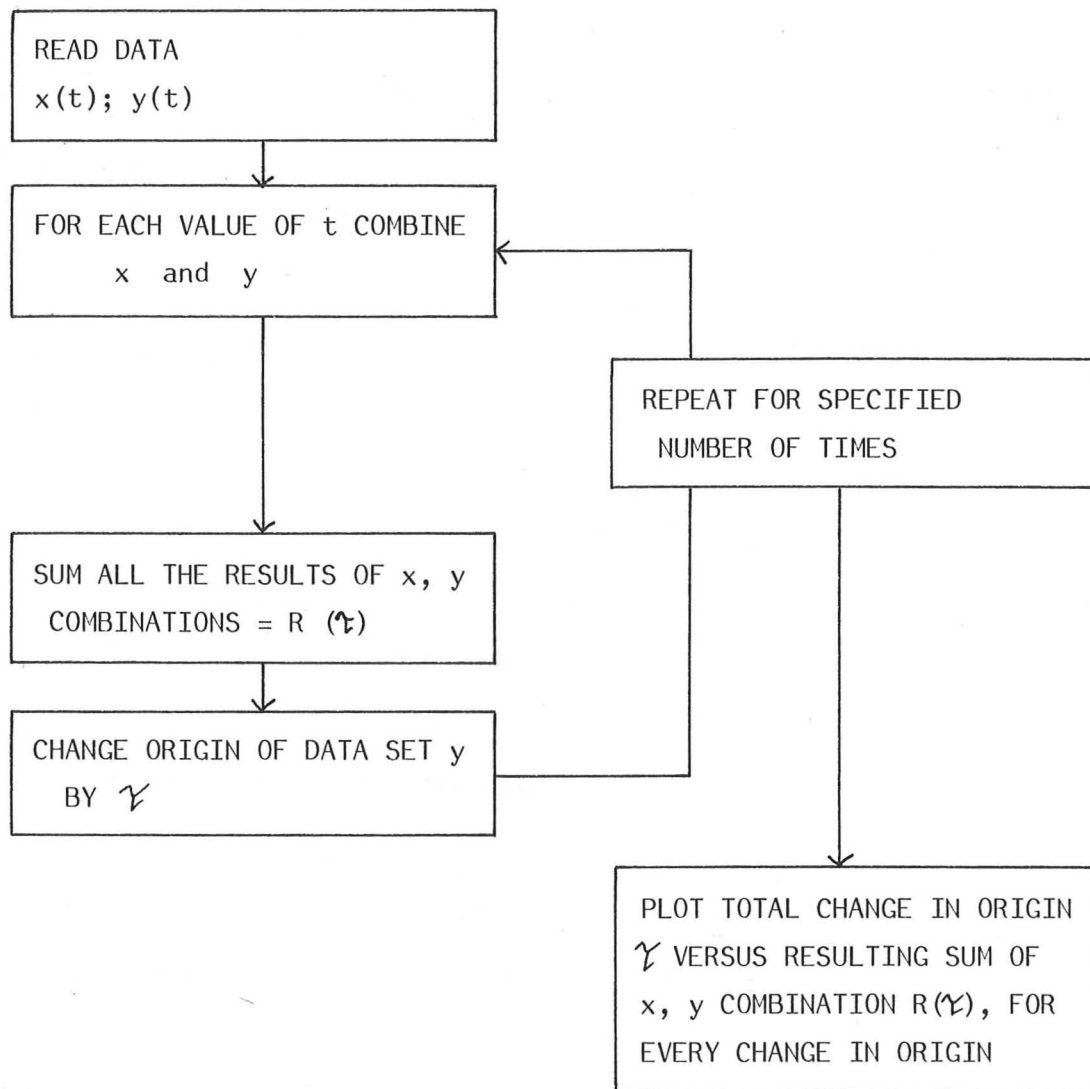 READ DATA
x(t); y(t)
FOR EACH VALUE OF t COMBINE
x and y
REPEAT FOR SPECIFIED
NUMBER OF TIMES
SUM ALL THE RESULTS OF x, y
COMBINATIONS = R (τ)
CHANGE ORIGIN OF DATA SET y
BY τ
PLOT TOTAL CHANGE IN ORIGIN
τ VERSUS RESULTING SUM OF
x, y COMBINATION R(τ), FOR
EVERY CHANGE IN ORIGIN